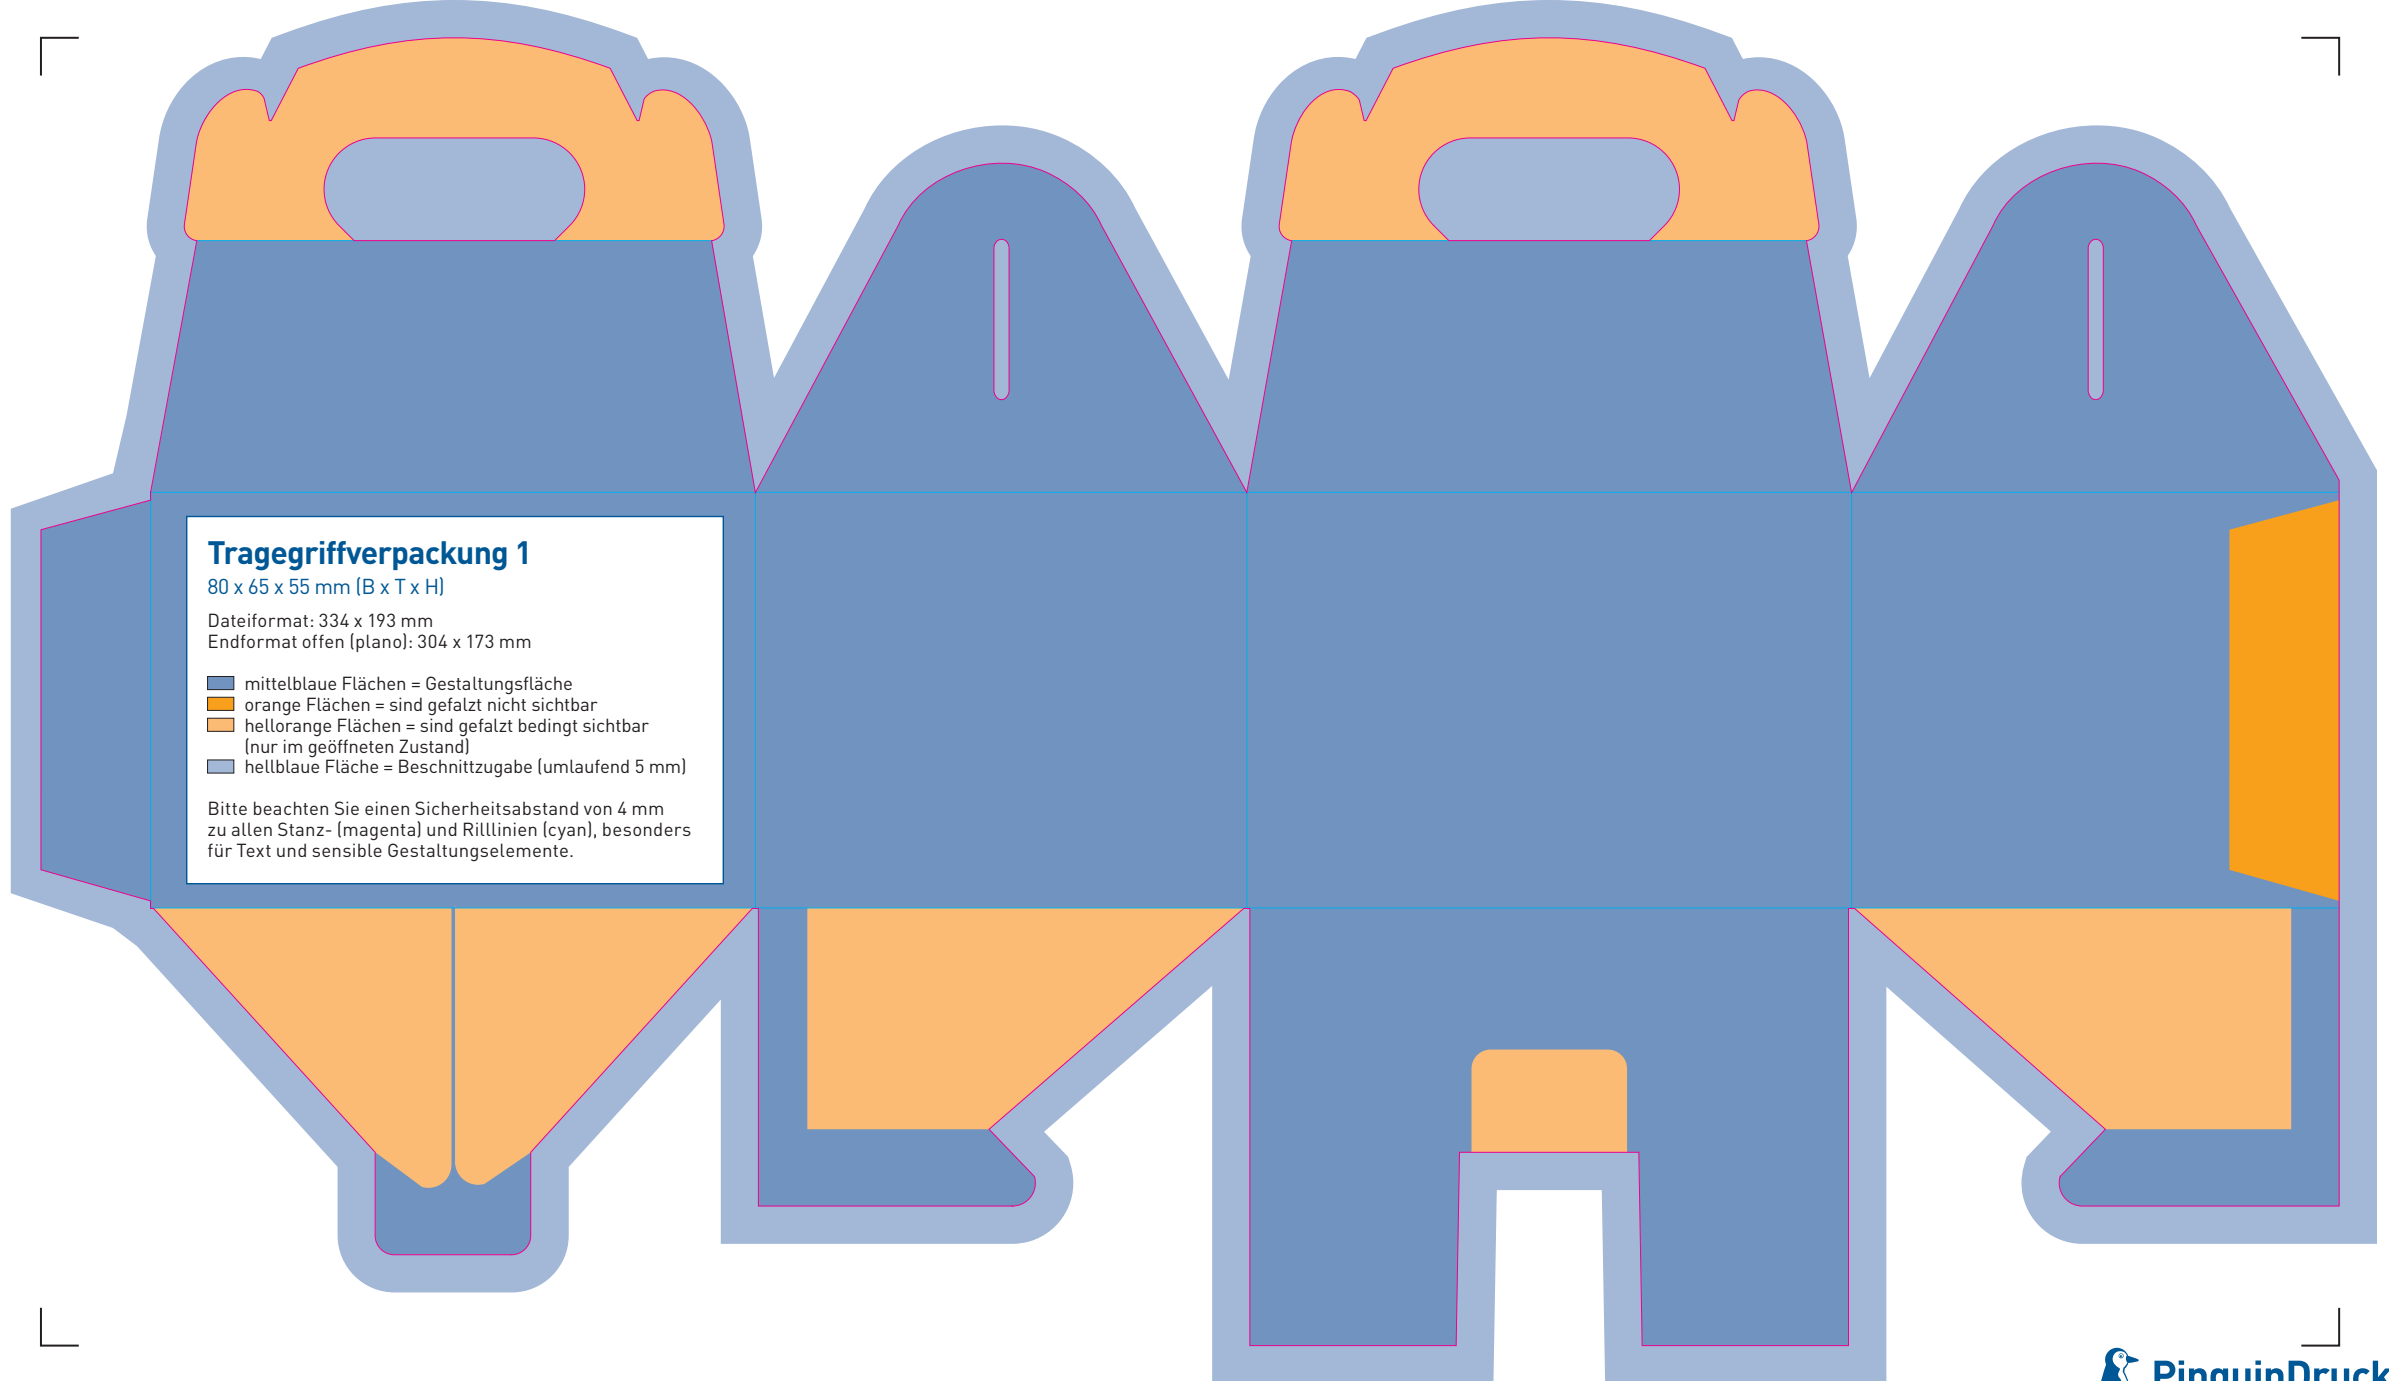 Tragegriffverpackung 1
80 x 65 x 55 mm (B x T x H)
Dateiformat: 334 x 193 mm
Endformat offen (plano): 304 x 173 mm
mittelblaue Flächen = Gestaltungsfläche
orange Flächen = sind gefalzt nicht sichtbar
hellorange Flächen = sind gefalzt bedingt sichtbar
(nur im geöffneten Zustand)
hellblaue Fläche = Beschnittzugabe (umlaufend 5 mm)
Bitte beachten Sie einen Sicherheitsabstand von 4 mm
zu allen Stanz- (magenta) und Rilllinien (cyan), besonders
für Text und sensible Gestaltungselemente.
PinguinDruck